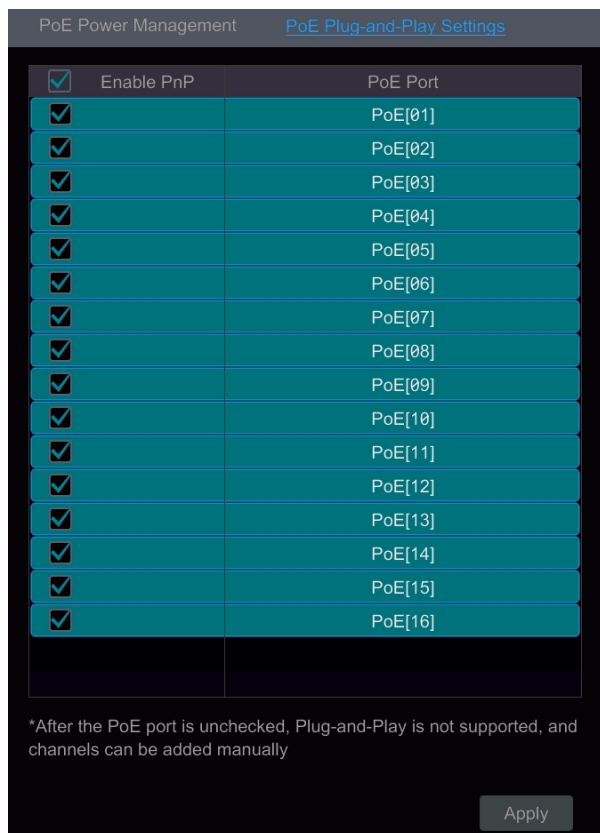 PoE Power Management PoE Plug-and-Play Settings
Enable PnP PoE Port
PoE[01]
PoE[02]
PoE[03]
PoE[04]
PoE[05]
PoE[06]
PoE[07]
PoE[08]
PoE[09]
PoE[10]
PoE[11]
PoE[12]
PoE[13]
PoE[14]
PoE[15]
PoE[16]
*After the PoE port is unchecked, Plug-and-Play is not supported, and
channels can be added manually
Apply